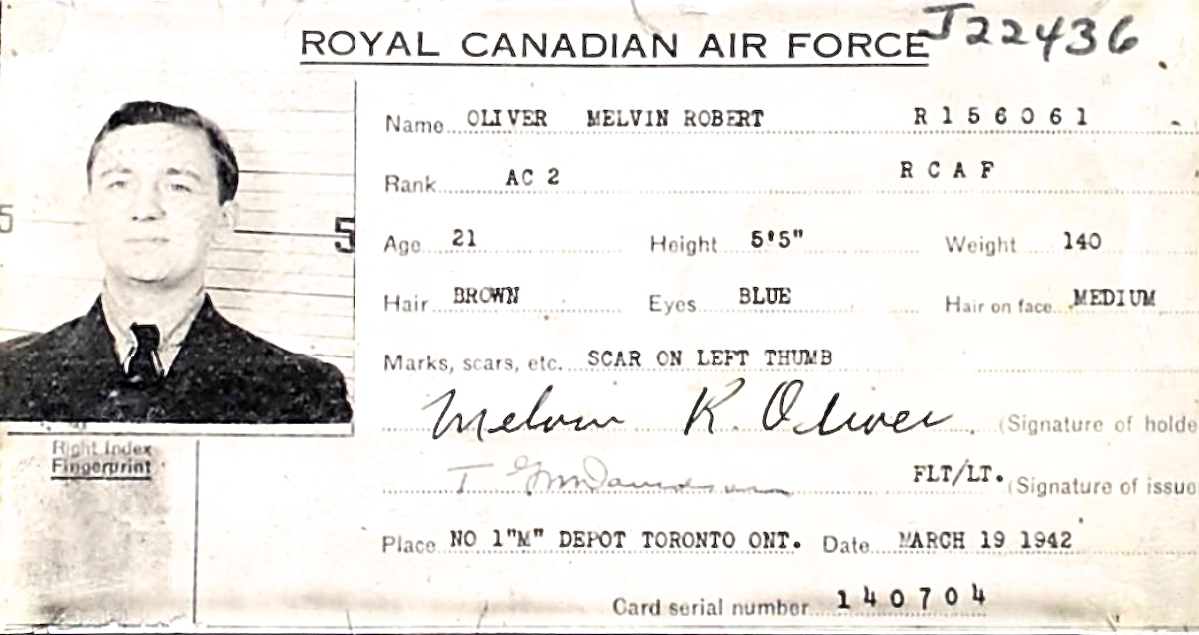 ROYAL CANADIAN AIR FORCE J22436
Name OLIVER MELVIN ROBERT R156061
Rank AC 2 RCAF
5 5 Age 21 Height 5'5" Weight 140
Hair BROWN Eyes BLUE Hair on face MEDIUM
Marks, scars, etc. SCAR ON LEFT THUMB
Melvin R. Oliver (Signature of holde
Right Index
Fingerprint
FLT/LT. (Signature of issue
Place NO 1"M" DEPOT TORONTO ONT. Date MARCH 19 1942
Card serial number 140704